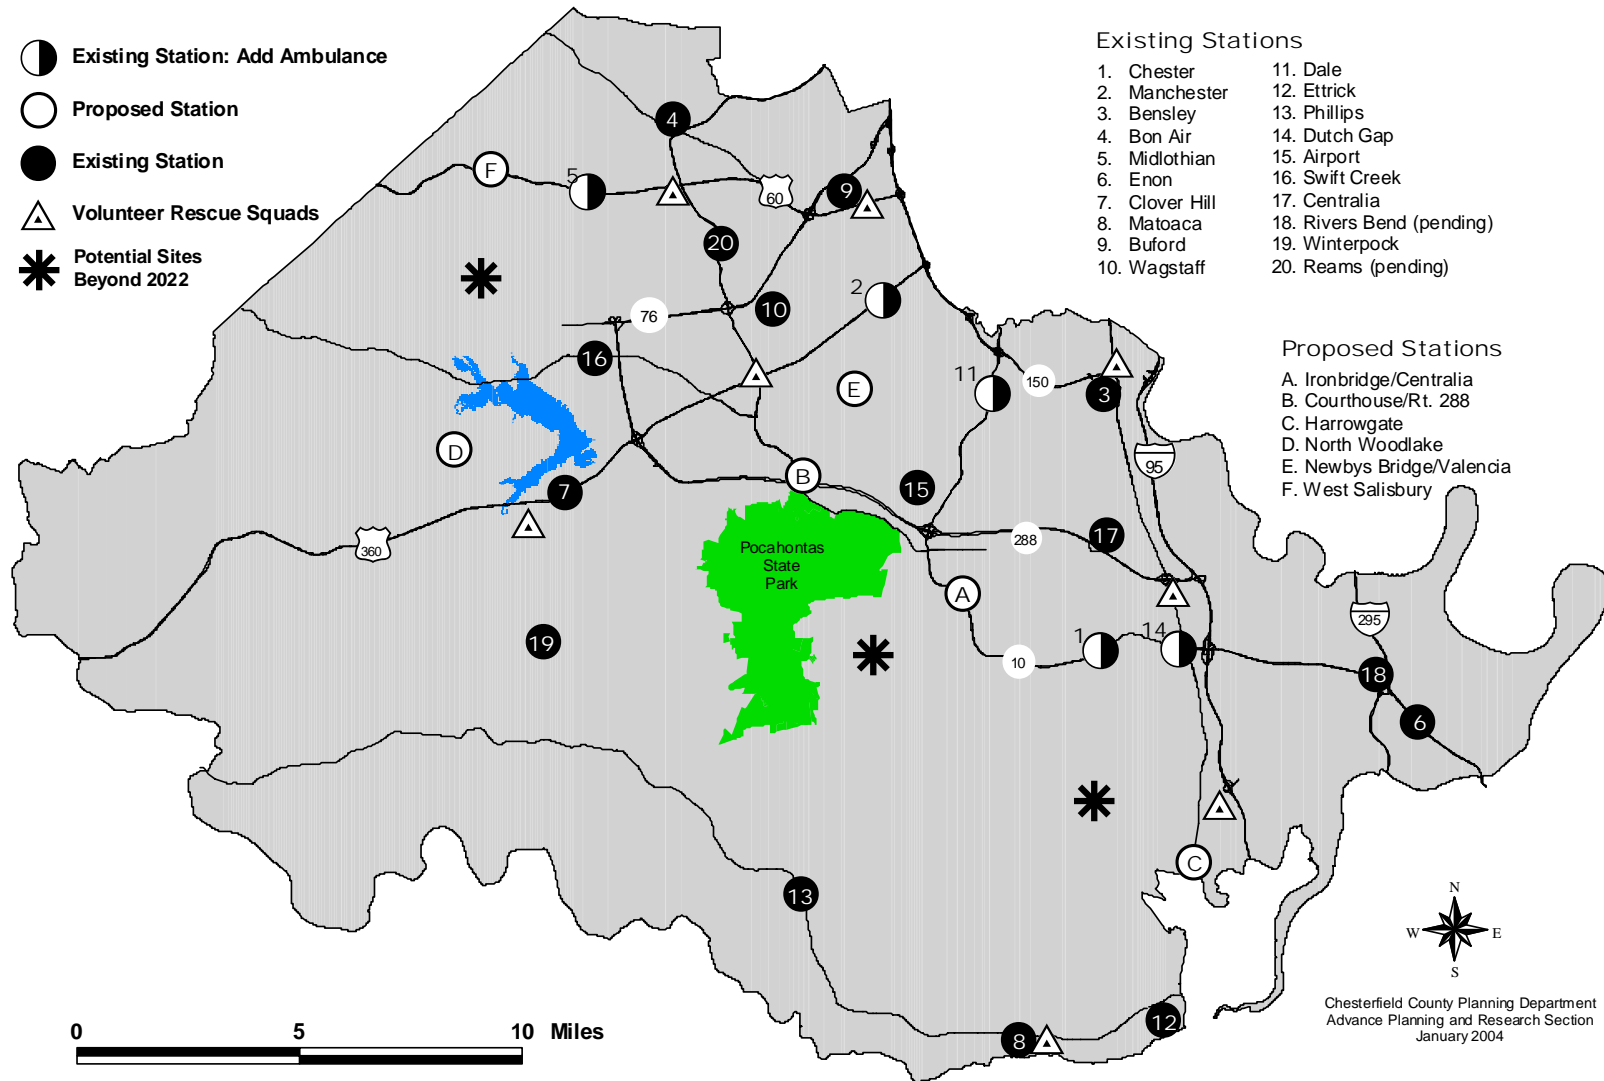 Existing Station: Add Ambulance
Proposed Station
Existing Station
Volunteer Rescue Squads
Potential Sites
Beyond 2022
Existing Stations
1. Chester
2. Manchester
3. Bensley
4. Bon Air
5. Midlothian
6. Enon
7. Clover Hill
8. Matoaca
9. Buford
10. Wagstaff
11. Dale
12. Ettrick
13. Phillips
14. Dutch Gap
15. Airport
16. Swift Creek
17. Centralia
18. Rivers Bend (pending)
19. Winterpock
20. Reams (pending)
Proposed Stations
A. Ironbridge/Centralia
B. Courthouse/Rt. 288
C. Harrowgate
D. North Woodlake
E. Newbys Bridge/Valencia
F. West Salisbury
4
F
5
60
9
20
2
10
76
16
E
11
150
3
D
95
B
7
15
360
Pocahontas
State
Park
288
17
A
295
19
1
14
10
18
6
C
13
12
8
N
W
E
S
0
5
10 Miles
Chesterfield County Planning Department
Advance Planning and Research Section
January 2004